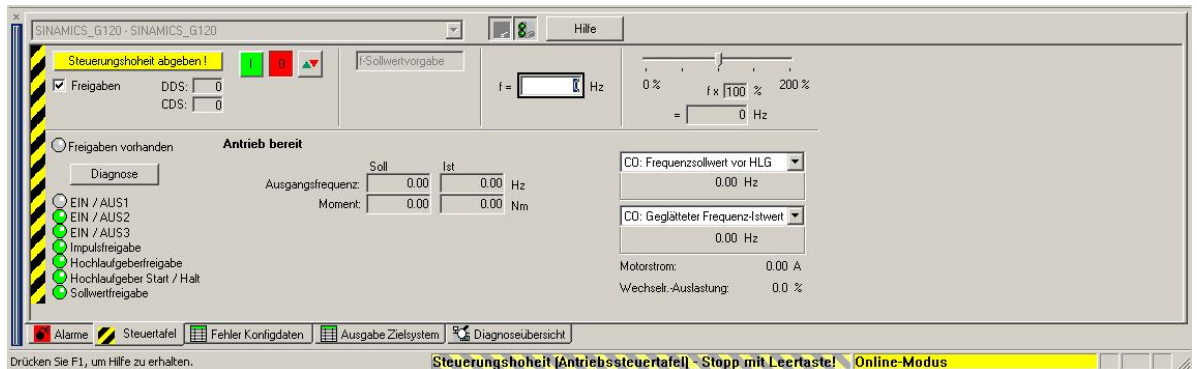 SINAMICS_G120 - SINAMICS_G120
Hilfe
Steuerungshoheit abgeben !
I
0
f-Sollwertvorgabe
Freigaben
DDS: 0
CDS: 0
f = 0 Hz
0 %
200 %
f x 100 %
= 0 Hz
Freigaben vorhanden
Antrieb bereit
Diagnose
Soll Ist
Ausgangsfrequenz: 0.00 0.00 Hz
Moment: 0.00 0.00 Nm
EIN / AUS1
EIN / AUS2
EIN / AUS3
Impulsfreigabe
Hochlaufgeberfreigabe
Hochlaufgeber Start / Halt
Sollwertfreigabe
CO: Frequenzsollwert vor HLG
0.00 Hz
CO: Geglätteter Frequenz-Istwert
0.00 Hz
Motorstrom: 0.00 A
Wechselr.-Auslastung: 0.0 %
Alarme
Steuertafel
Fehler Konfigdaten
Ausgabe Zielsystem
Diagnoseübersicht
Drücken Sie F1, um Hilfe zu erhalten.
Steuerungshoheit [Antriebssteuertafel] - Stopp mit Leertaste!
Online-Modus